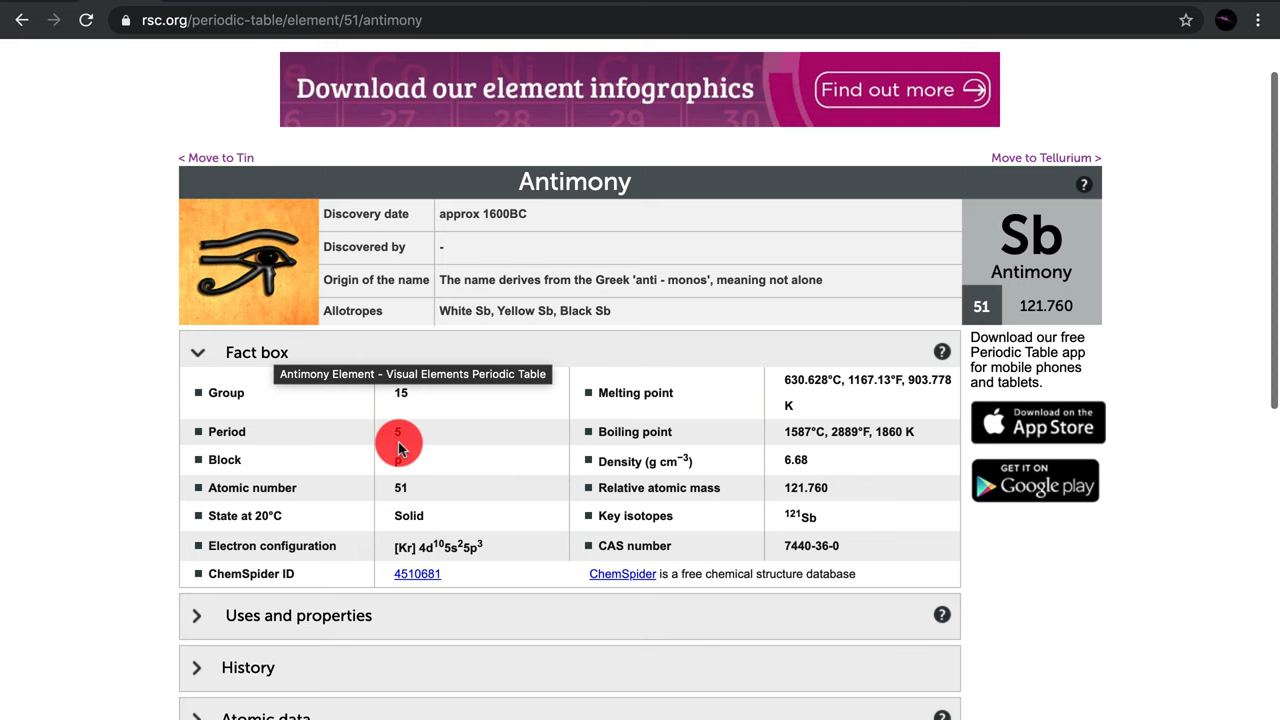 rsc.org/periodic-table/element/51/antimony
Download our element infographics
Find out more
27 28 29 30
< Move to Tin
Move to Tellurium >
Antimony
?
Discovery date
approx 1600BC
Discovered by
-
Origin of the name
The name derives from the Greek 'anti - monos', meaning not alone
Allotropes
White Sb, Yellow Sb, Black Sb
Sb
Antimony
51
121.760
Download our free
Periodic Table app
for mobile phones
and tablets.
Download on the
App Store
GET IT ON
Google play
Fact box
?
Antimony Element - Visual Elements Periodic Table
Group
15
Melting point
630.628°C, 1167.13°F, 903.778
K
Period
5
Boiling point
1587°C, 2889°F, 1860 K
Block
p
Density (g cm⁻³)
6.68
Atomic number
51
Relative atomic mass
121.760
State at 20°C
Solid
Key isotopes
¹²¹Sb
Electron configuration
[Kr] 4d¹⁰5s²5p³
CAS number
7440-36-0
ChemSpider ID
4510681
ChemSpider is a free chemical structure database
Uses and properties
?
History
Atomic data
?